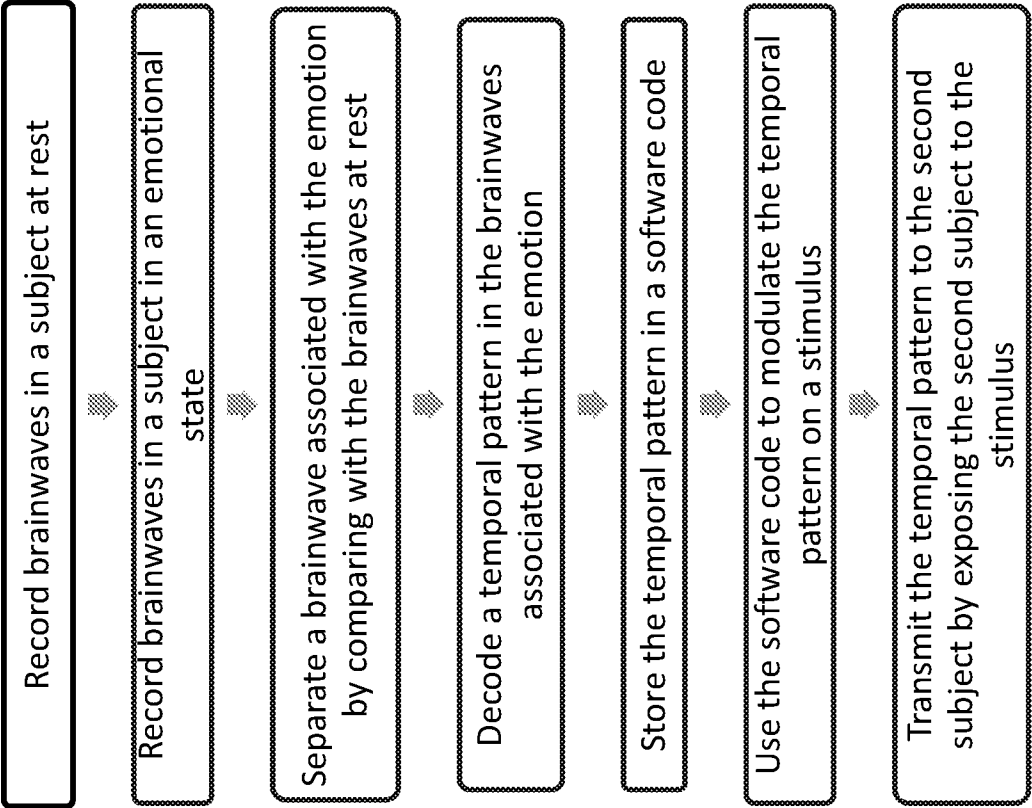 Record brainwaves in a subject at rest
Record brainwaves in a subject in an emotional
state
Separate a brainwave associated with the emotion
by comparing with the brainwaves at rest
Decode a temporal pattern in the brainwaves
associated with the emotion
Store the temporal pattern in a software code
Use the software code to modulate the temporal
pattern on a stimulus
Transmit the temporal pattern to the second
subject by exposing the second subject to the
stimulus